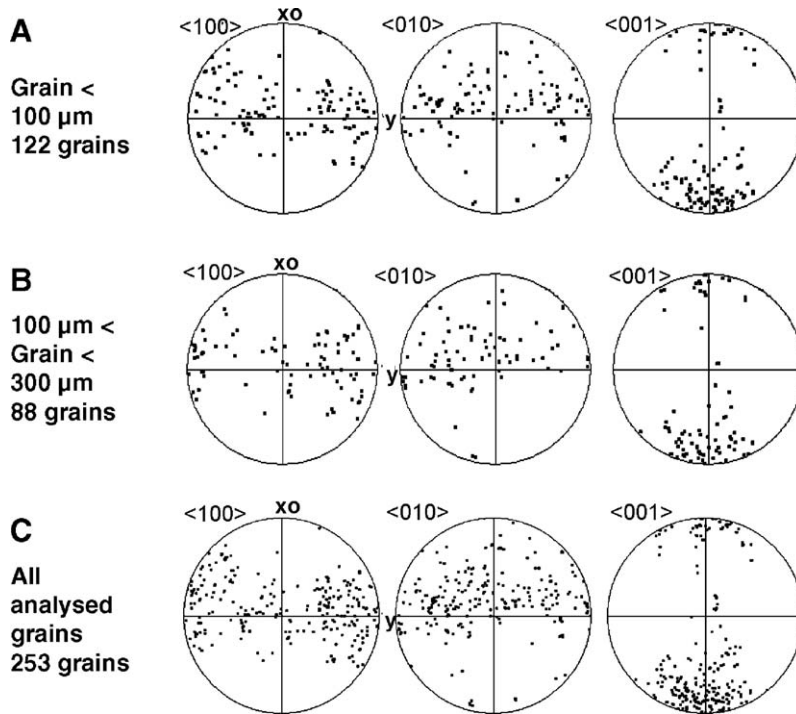 A
Grain <
100 µm
122 grains
<100>
xo
<010>
<001>
y
B
100 µm <
Grain <
300 µm
88 grains
<100>
xo
<010>
<001>
y
C
All
analysed
grains
253 grains
<100>
xo
<010>
<001>
y